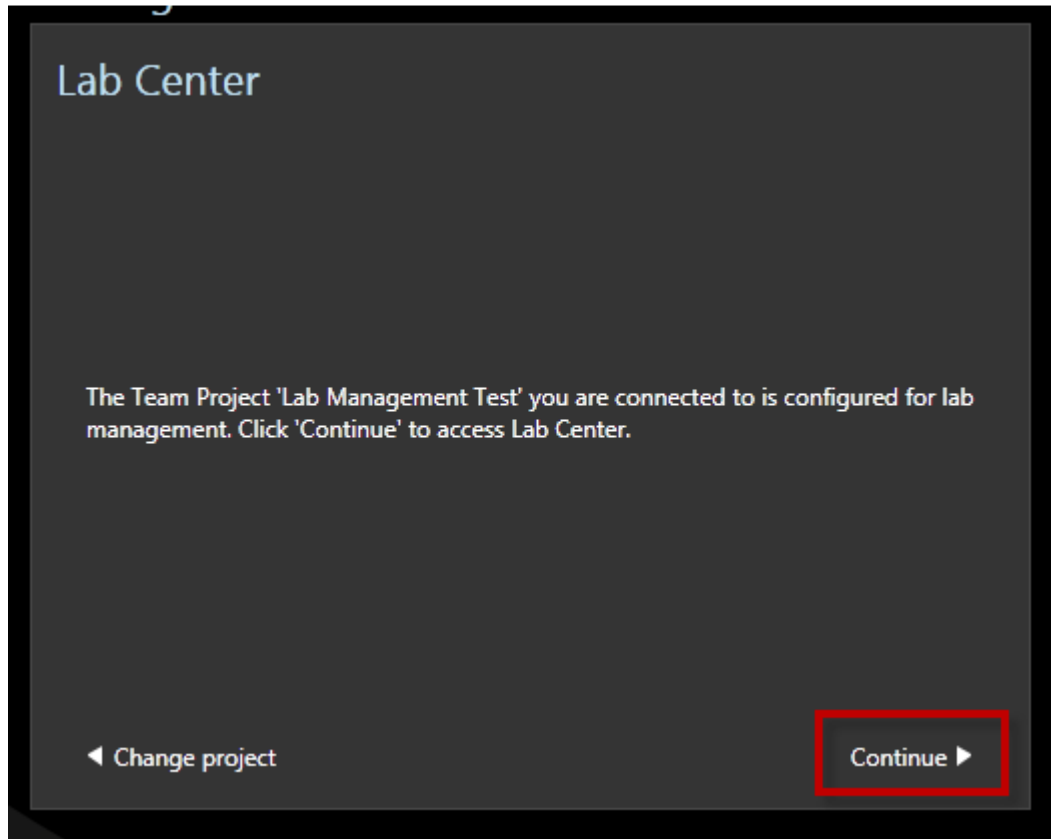 Lab Center
The Team Project 'Lab Management Test' you are connected to is configured for lab
management. Click 'Continue' to access Lab Center.
Change project
Continue